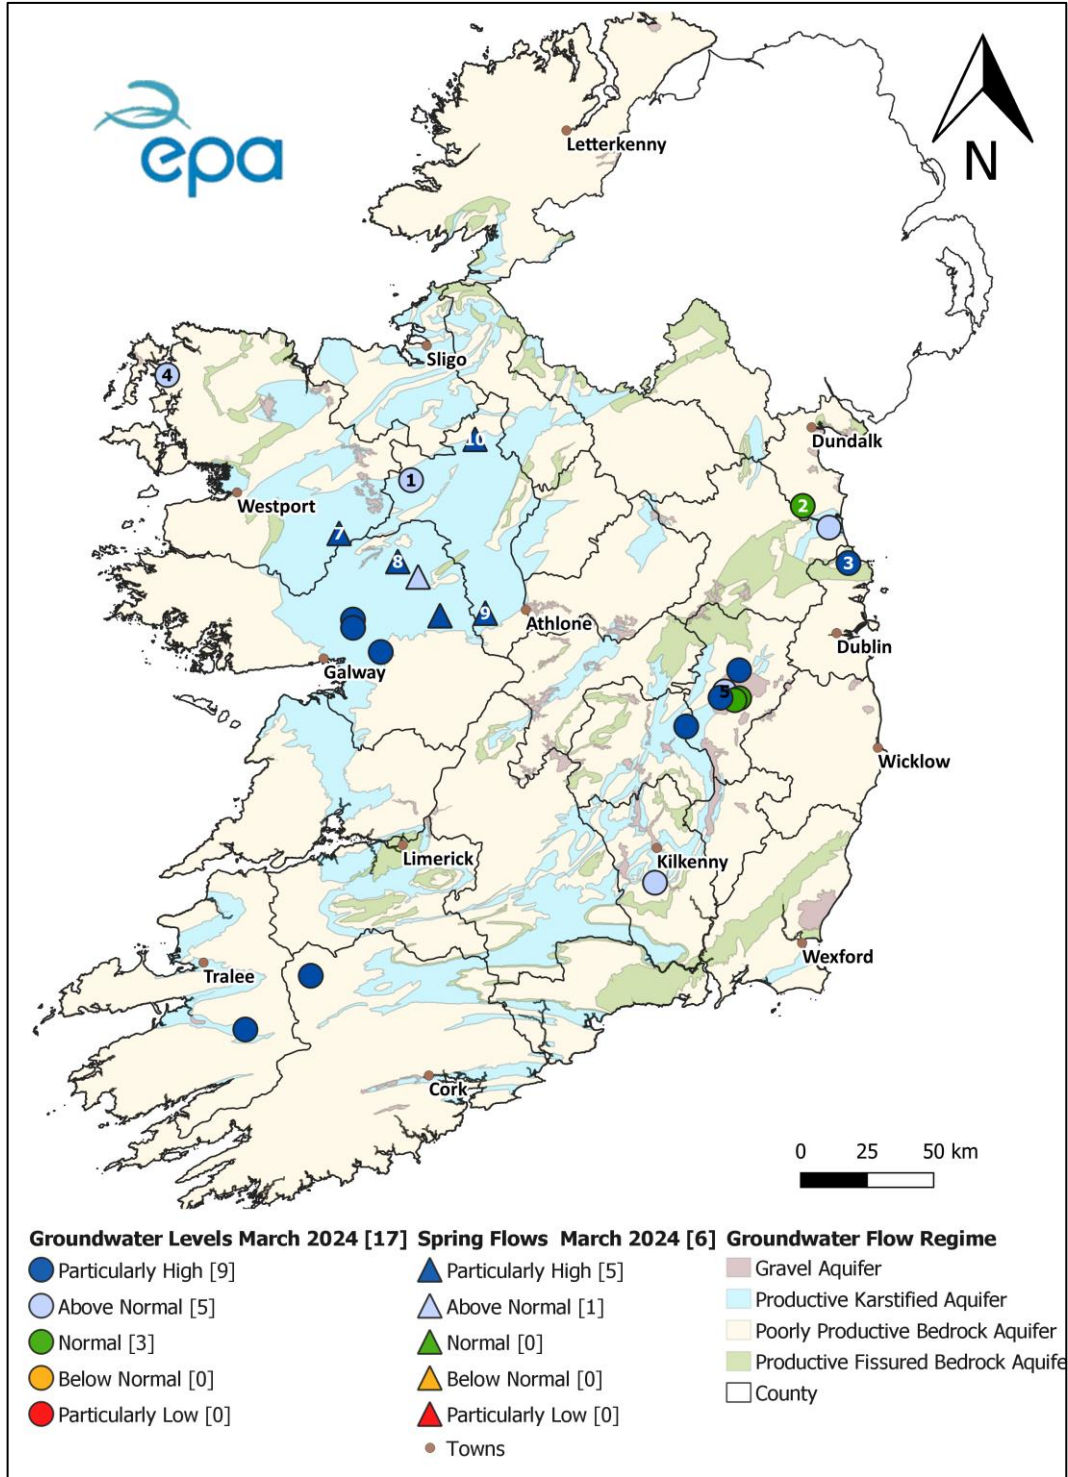 epa
N
Letterkenny
Sligo
4
Dundalk
10
1
Westport
2
7
3
8
9
Athlone
Dublin
Galway
5
Wicklow
Limerick
Kilkenny
Wexford
Tralee
Cork
0 25 50 km
Groundwater Levels March 2024 [17]
Particularly High [9]
Above Normal [5]
Normal [3]
Below Normal [0]
Particularly Low [0]
Spring Flows March 2024 [6]
Particularly High [5]
Above Normal [1]
Normal [0]
Below Normal [0]
Particularly Low [0]
Towns
Groundwater Flow Regime
Gravel Aquifer
Productive Karstified Aquifer
Poorly Productive Bedrock Aquifer
Productive Fissured Bedrock Aquife
County